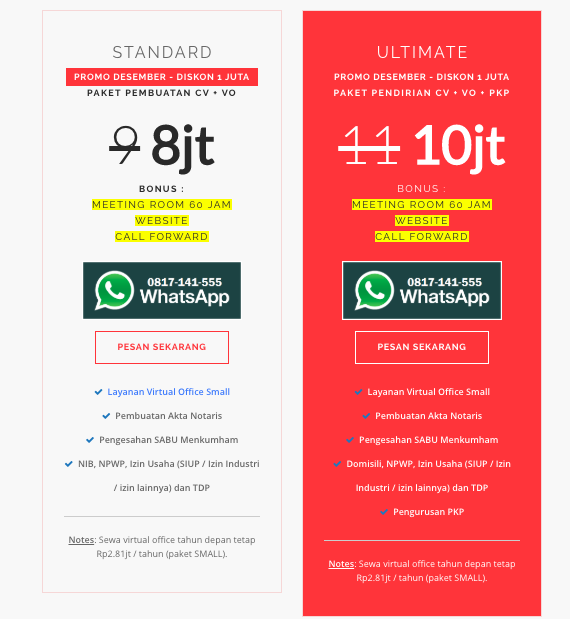 STANDARD
PROMO DESEMBER - DISKON 1 JUTA
PAKET PEMBUATAN CV + VO
9 8jt
BONUS :
MEETING ROOM 60 JAM
WEBSITE
CALL FORWARD
0817-141-555
WhatsApp
PESAN SEKARANG
Layanan Virtual Office Small
Pembuatan Akta Notaris
Pengesahan SABU Menkumham
NIB, NPWP, Izin Usaha (SIUP / Izin Industri
/ izin lainnya) dan TDP
Notes: Sewa virtual office tahun depan tetap
Rp2.81jt / tahun (paket SMALL).
ULTIMATE
PROMO DESEMBER - DISKON 1 JUTA
PAKET PENDIRIAN CV + VO + PKP
11 10jt
BONUS :
MEETING ROOM 60 JAM
WEBSITE
CALL FORWARD
0817-141-555
WhatsApp
PESAN SEKARANG
Layanan Virtual Office Small
Pembuatan Akta Notaris
Pengesahan SABU Menkumham
Domisili, NPWP, Izin Usaha (SIUP / Izin
Industri / izin lainnya) dan TDP
Pengurusan PKP
Notes: Sewa virtual office tahun depan tetap
Rp2.81jt / tahun (paket SMALL).